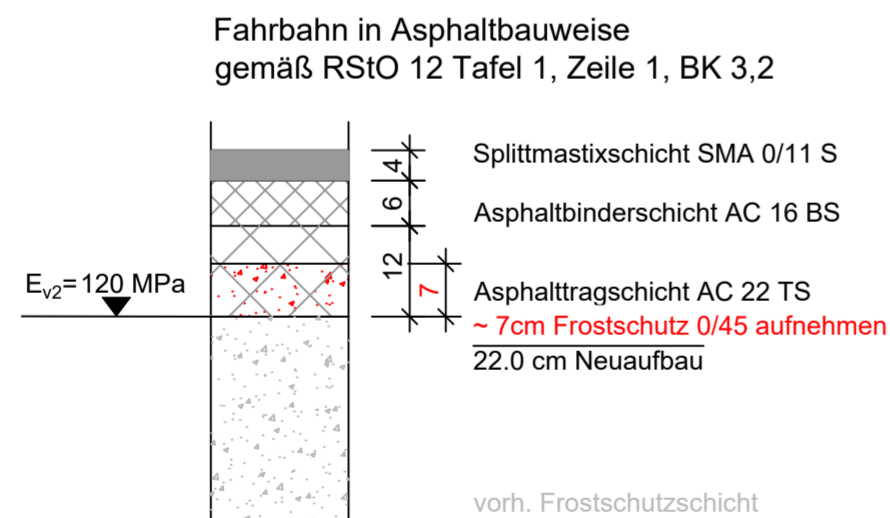 Fahrbahn in Asphaltbauweise
gemäß RStO 12 Tafel 1, Zeile 1, BK 3,2
4
Splittmastixschicht SMA 0/11 S
6
Asphaltbinderschicht AC 16 BS
12
Ev2=120 MPa
7
Asphalttragschicht AC 22 TS
~ 7cm Frostschutz 0/45 aufnehmen
22.0 cm Neuaufbau
vorh. Frostschutzschicht